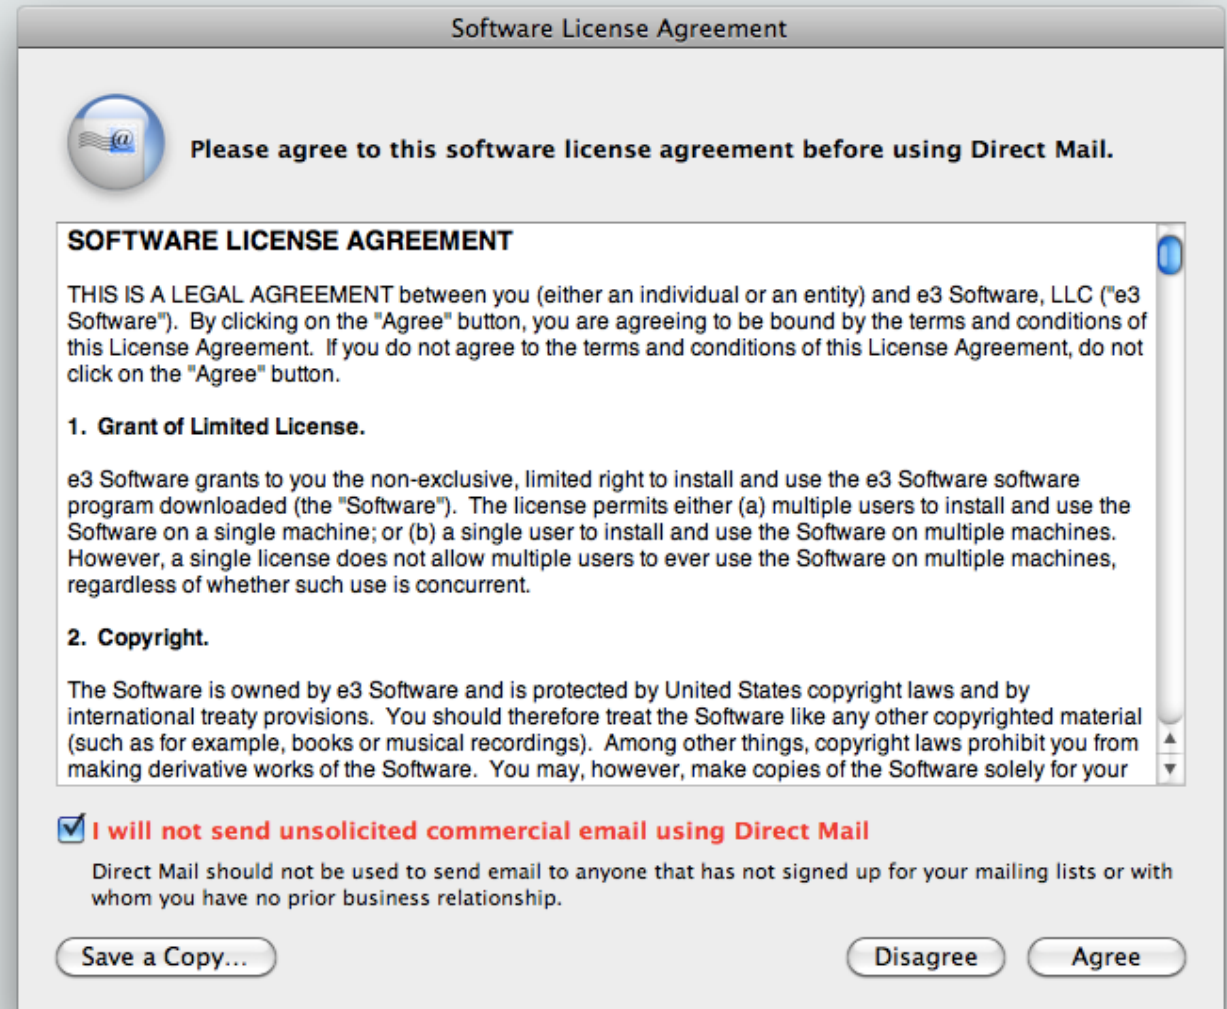 Software License Agreement
@
Please agree to this software license agreement before using Direct Mail.
SOFTWARE LICENSE AGREEMENT
THIS IS A LEGAL AGREEMENT between you (either an individual or an entity) and e3 Software, LLC ("e3
Software").  By clicking on the "Agree" button, you are agreeing to be bound by the terms and conditions of
this License Agreement.  If you do not agree to the terms and conditions of this License Agreement, do not
click on the "Agree" button.
1.  Grant of Limited License.
e3 Software grants to you the non-exclusive, limited right to install and use the e3 Software software
program downloaded (the "Software").  The license permits either (a) multiple users to install and use the
Software on a single machine; or (b) a single user to install and use the Software on multiple machines.
However, a single license does not allow multiple users to ever use the Software on multiple machines,
regardless of whether such use is concurrent.
2.  Copyright.
The Software is owned by e3 Software and is protected by United States copyright laws and by
international treaty provisions.  You should therefore treat the Software like any other copyrighted material
(such as for example, books or musical recordings).  Among other things, copyright laws prohibit you from
making derivative works of the Software.  You may, however, make copies of the Software solely for your
I will not send unsolicited commercial email using Direct Mail
Direct Mail should not be used to send email to anyone that has not signed up for your mailing lists or with
whom you have no prior business relationship.
Save a Copy...
Disagree
Agree